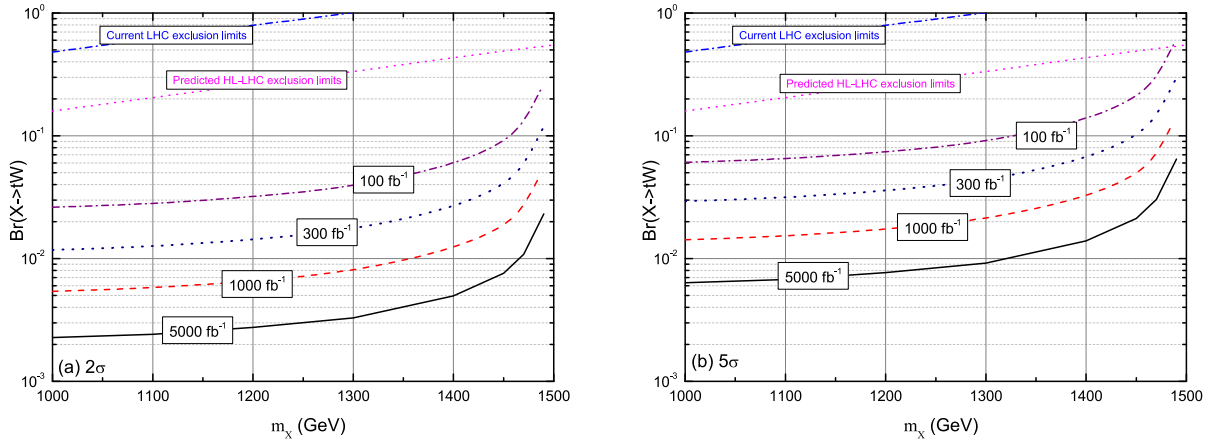 10⁰
10⁻¹
10⁻²
10⁻³
Br(X->tW)
Current LHC exclusion limits
Predicted HL-LHC exclusion limits
100 fb⁻¹
300 fb⁻¹
1000 fb⁻¹
5000 fb⁻¹
(a) 2σ
1000 1100 1200 1300 1400 1500
m_X (GeV)
10⁰
10⁻¹
10⁻²
10⁻³
Br(X->tW)
Current LHC exclusion limits
Predicted HL-LHC exclusion limits
100 fb⁻¹
300 fb⁻¹
1000 fb⁻¹
5000 fb⁻¹
(b) 5σ
1000 1100 1200 1300 1400 1500
m_X (GeV)